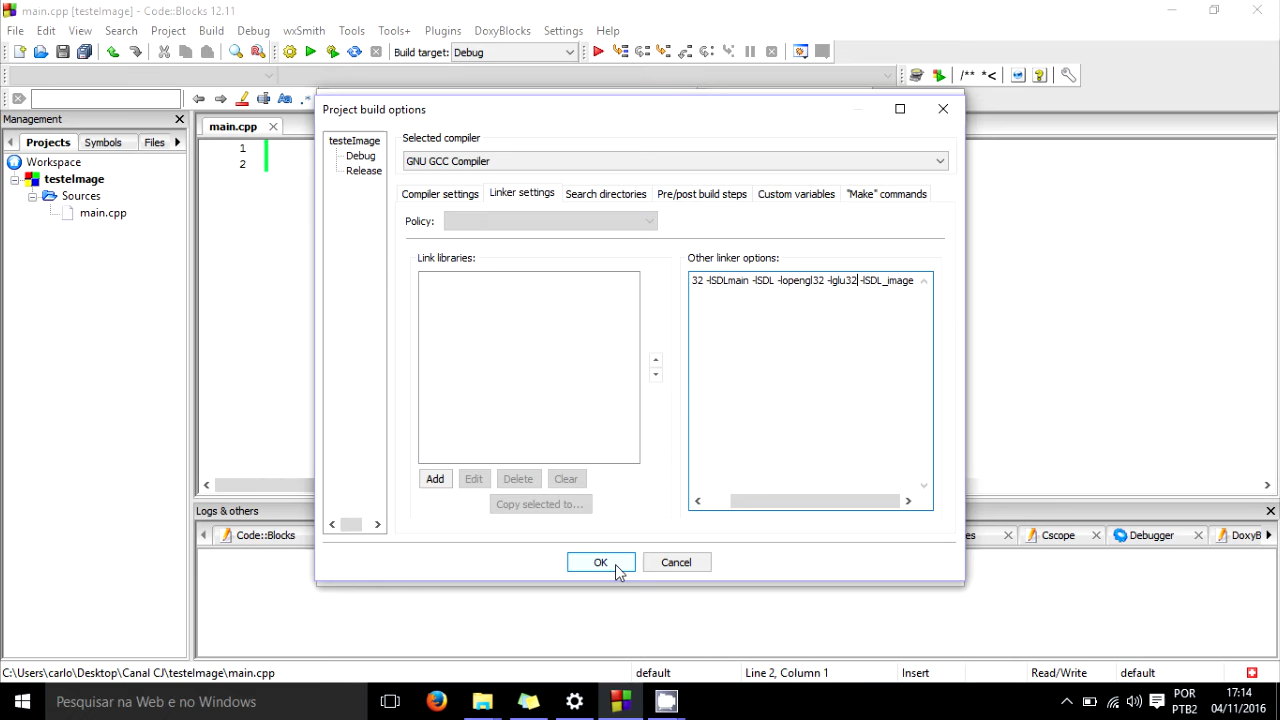 main.cpp [testeImage] - Code::Blocks 12.11
File Edit View Search Project Build Debug wxSmith Tools Tools+ Plugins DoxyBlocks Settings Help
Build target: Debug
/** *<
.*
Management
Projects Symbols Files
main.cpp
Workspace
testeImage
Sources
main.cpp
1
2
Project build options
testeImage
Debug
Release
Selected compiler
GNU GCC Compiler
Compiler settings Linker settings Search directories Pre/post build steps Custom variables "Make" commands
Policy:
Link libraries:
Other linker options:
32 -lSDLmain -lSDL -lopengl32 -lglu32 -lSDL_image
Add Edit Delete Clear
Copy selected to...
OK Cancel
Logs & others
Code::Blocks
es
Cscope
Debugger
DoxyB
C:\Users\carlo\Desktop\Canal CJ\testeImage\main.cpp default Line 2, Column 1 Insert Read/Write default
Pesquisar na Web e no Windows
POR
PTB2
17:14
04/11/2016